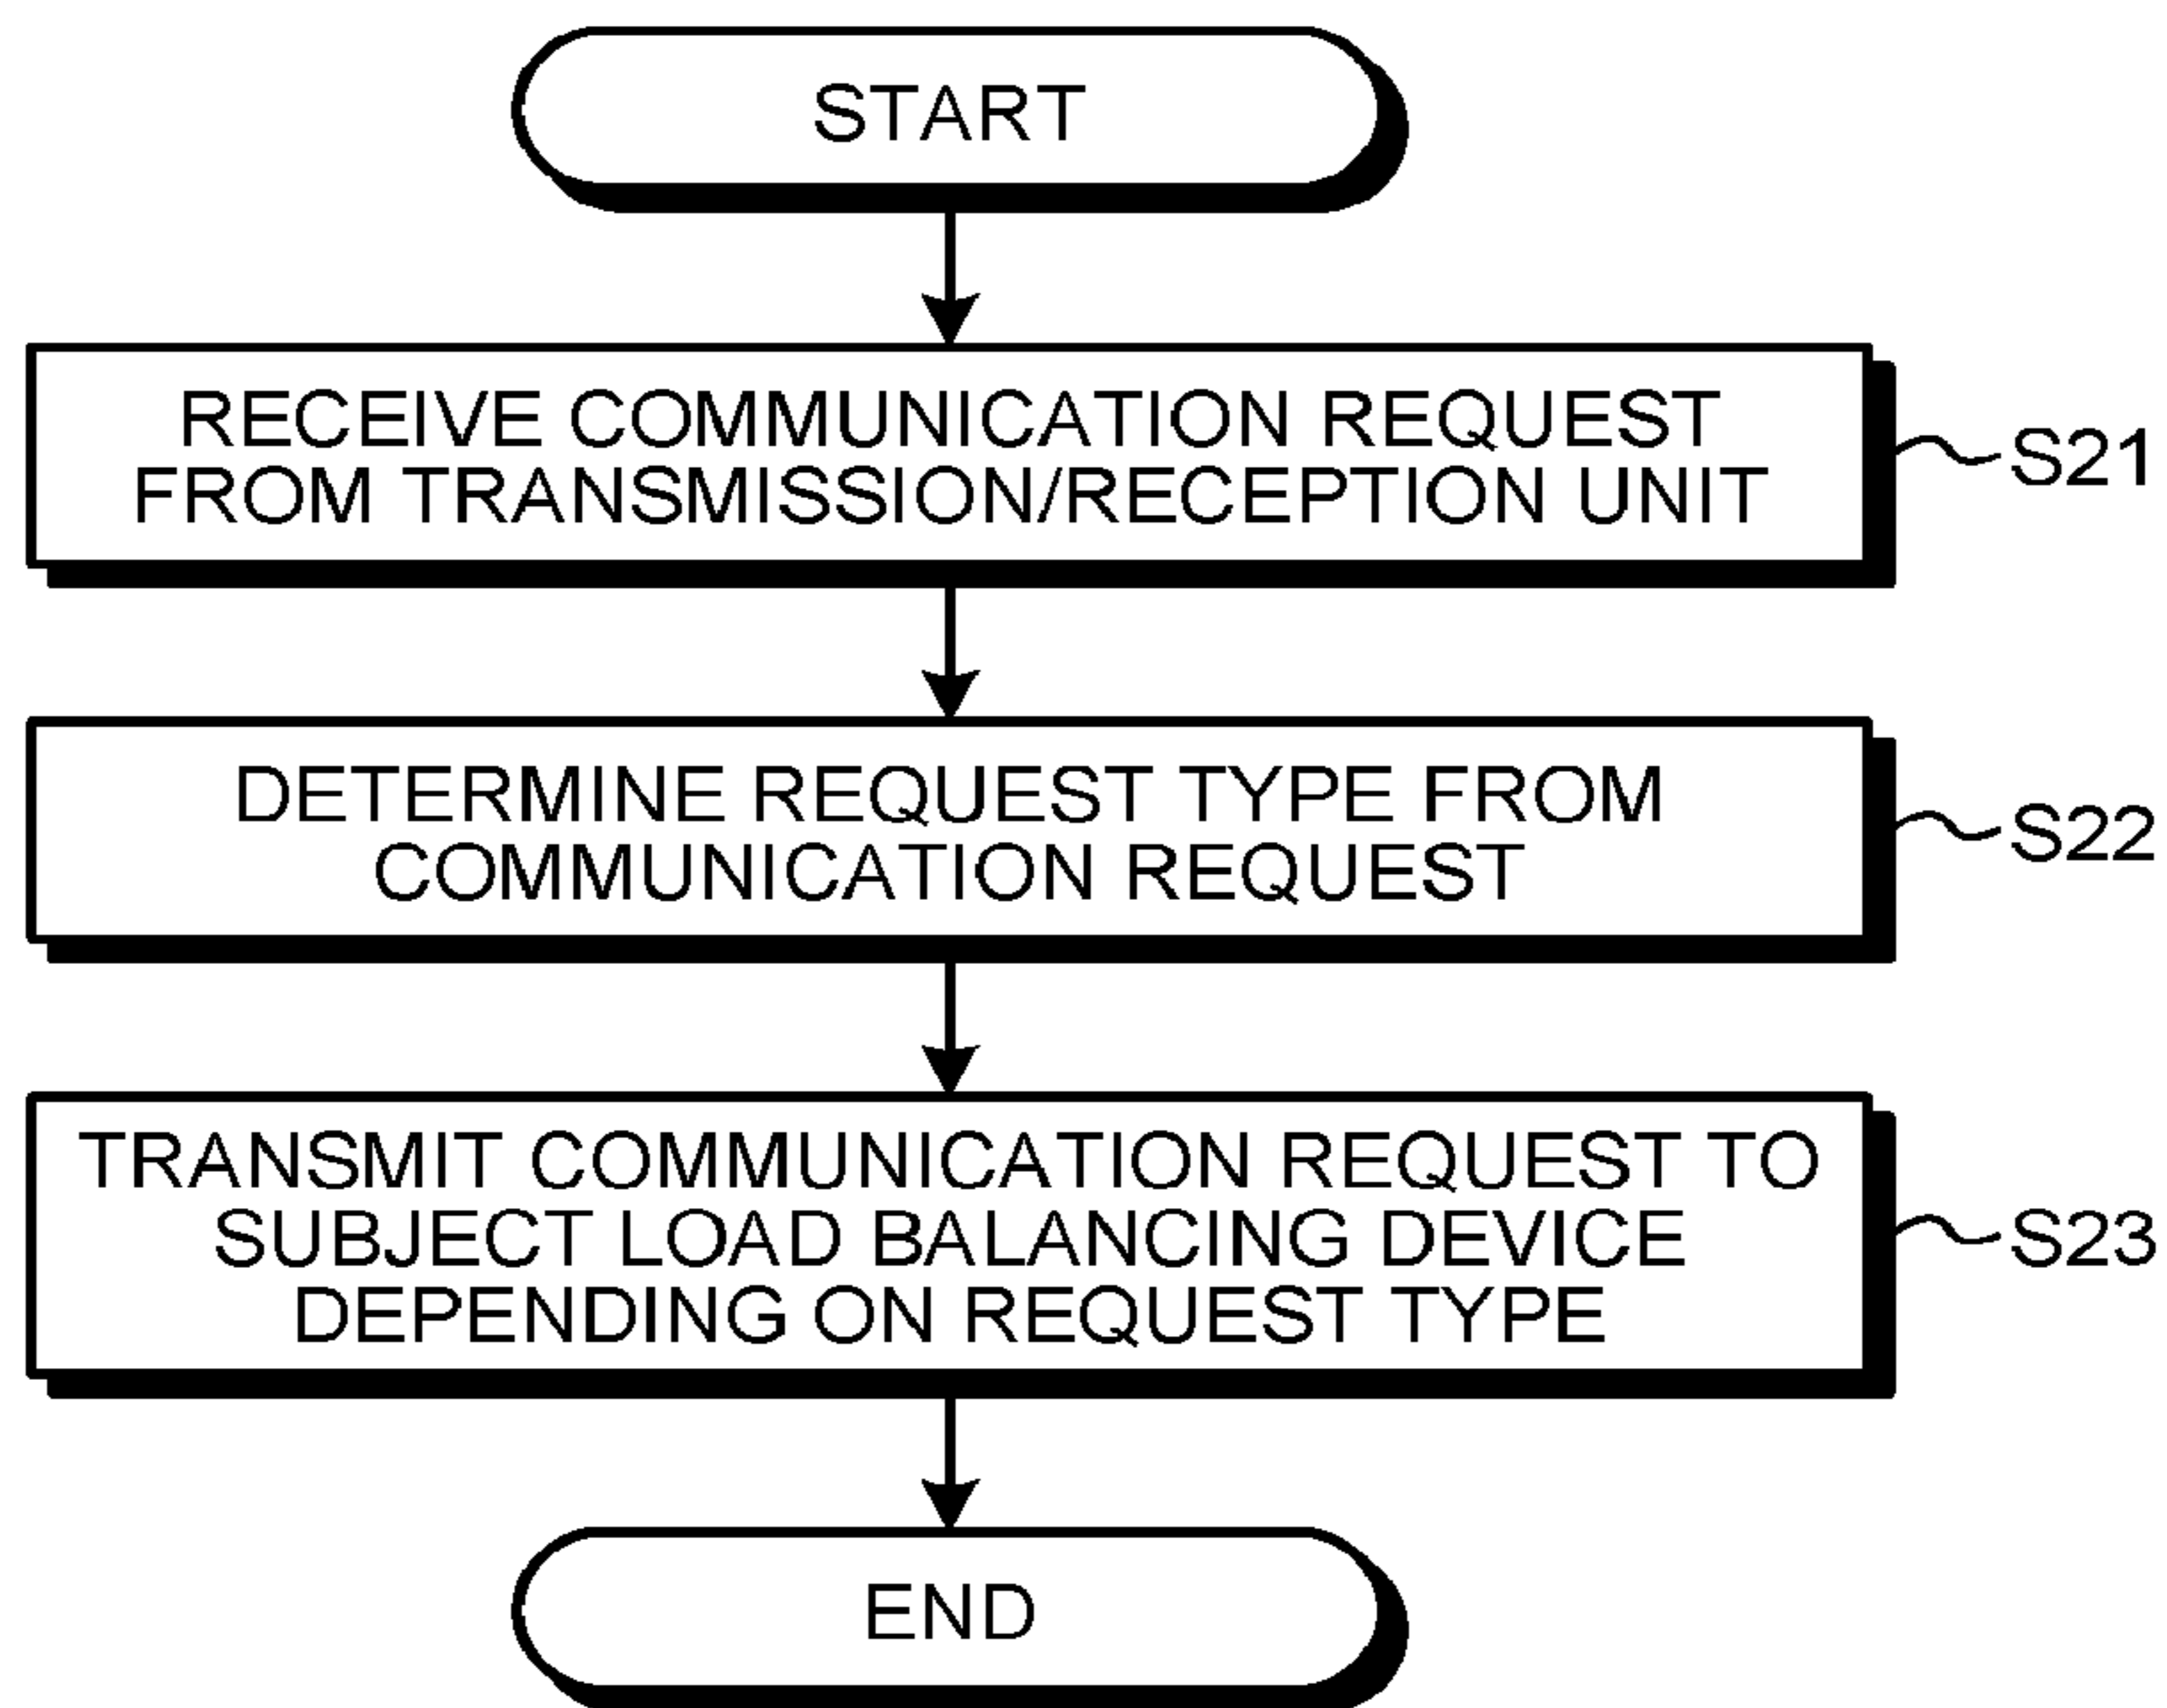 START
RECEIVE COMMUNICATION REQUEST
FROM TRANSMISSION/RECEPTION UNIT
S21
DETERMINE REQUEST TYPE FROM
COMMUNICATION REQUEST
S22
TRANSMIT COMMUNICATION REQUEST TO
SUBJECT LOAD BALANCING DEVICE
DEPENDING ON REQUEST TYPE
S23
END